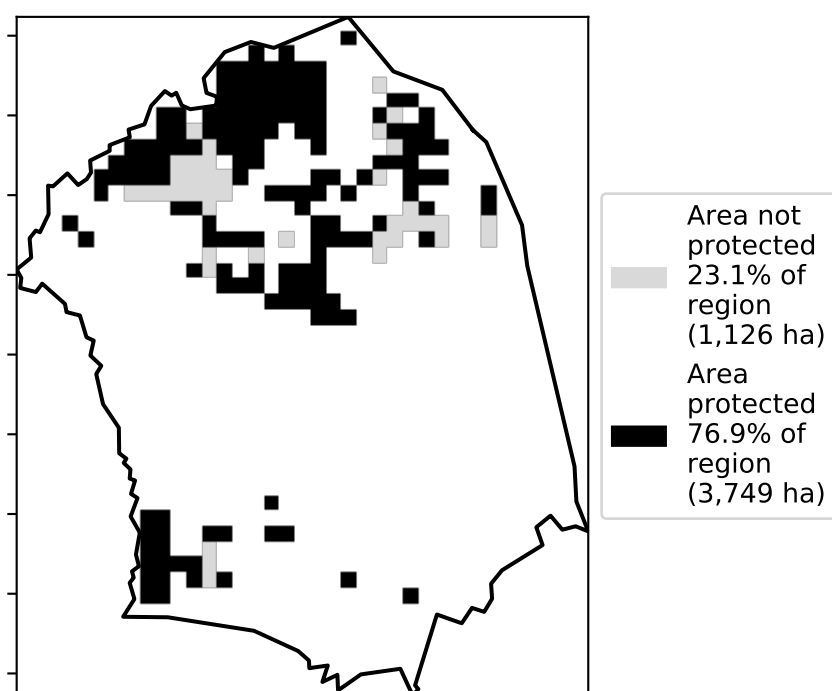 Area not
protected
23.1% of
region
(1,126 ha)
Area
protected
76.9% of
region
(3,749 ha)